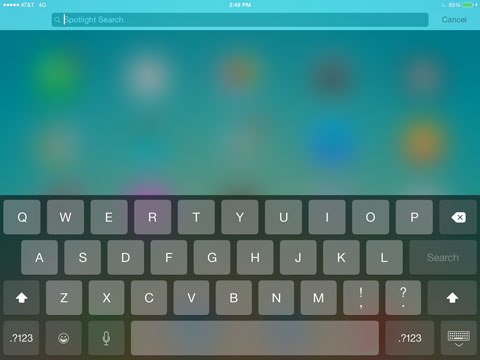 AT&T 4G 2:49 PM 85%
Spotlight Search Cancel
Q W E R T Y U I O P
A S D F G H J K L Search
Z X C V B N M ! , ? .
.?123 .?123